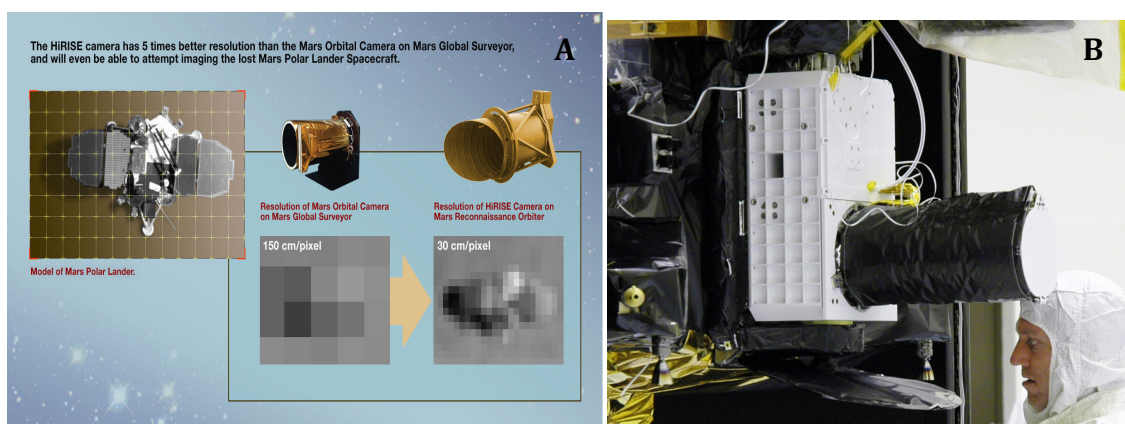 The HiRISE camera has 5 times better resolution than the Mars Orbital Camera on Mars Global Surveyor,
and will even be able to attempt imaging the lost Mars Polar Lander Spacecraft.
A
B
Resolution of Mars Orbital Camera
on Mars Global Surveyor
Resolution of HiRISE Camera on
Mars Reconnaissance Orbiter
150 cm/pixel
30 cm/pixel
Model of Mars Polar Lander.